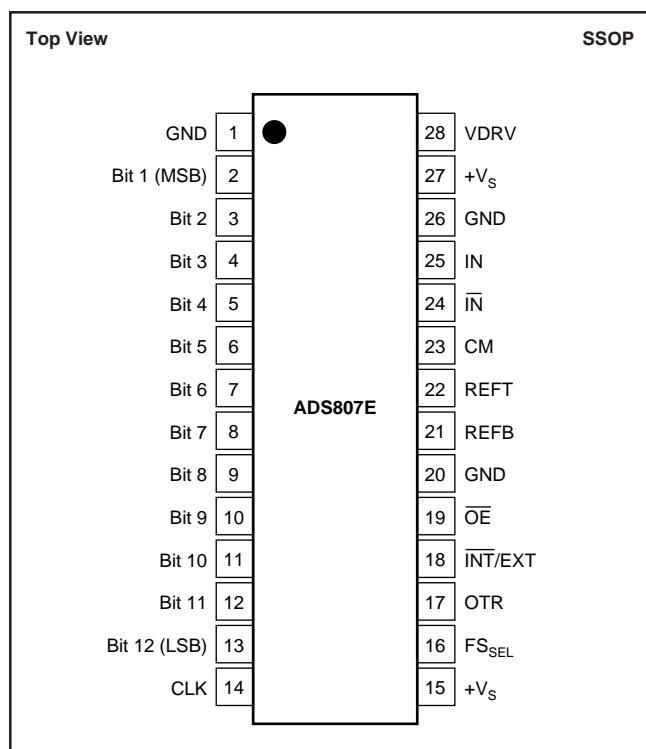 Top View SSOP
GND 1 28 VDRV
Bit 1 (MSB) 2 27 +VS
Bit 2 3 26 GND
Bit 3 4 25 IN
Bit 4 5 24 I̅N̅
Bit 5 6 23 CM
Bit 6 7 22 REFT
ADS807E
Bit 7 8 21 REFB
Bit 8 9 20 GND
Bit 9 10 19 O̅E̅
Bit 10 11 18 I̅N̅T̅/EXT
Bit 11 12 17 OTR
Bit 12 (LSB) 13 16 FSSEL
CLK 14 15 +VS